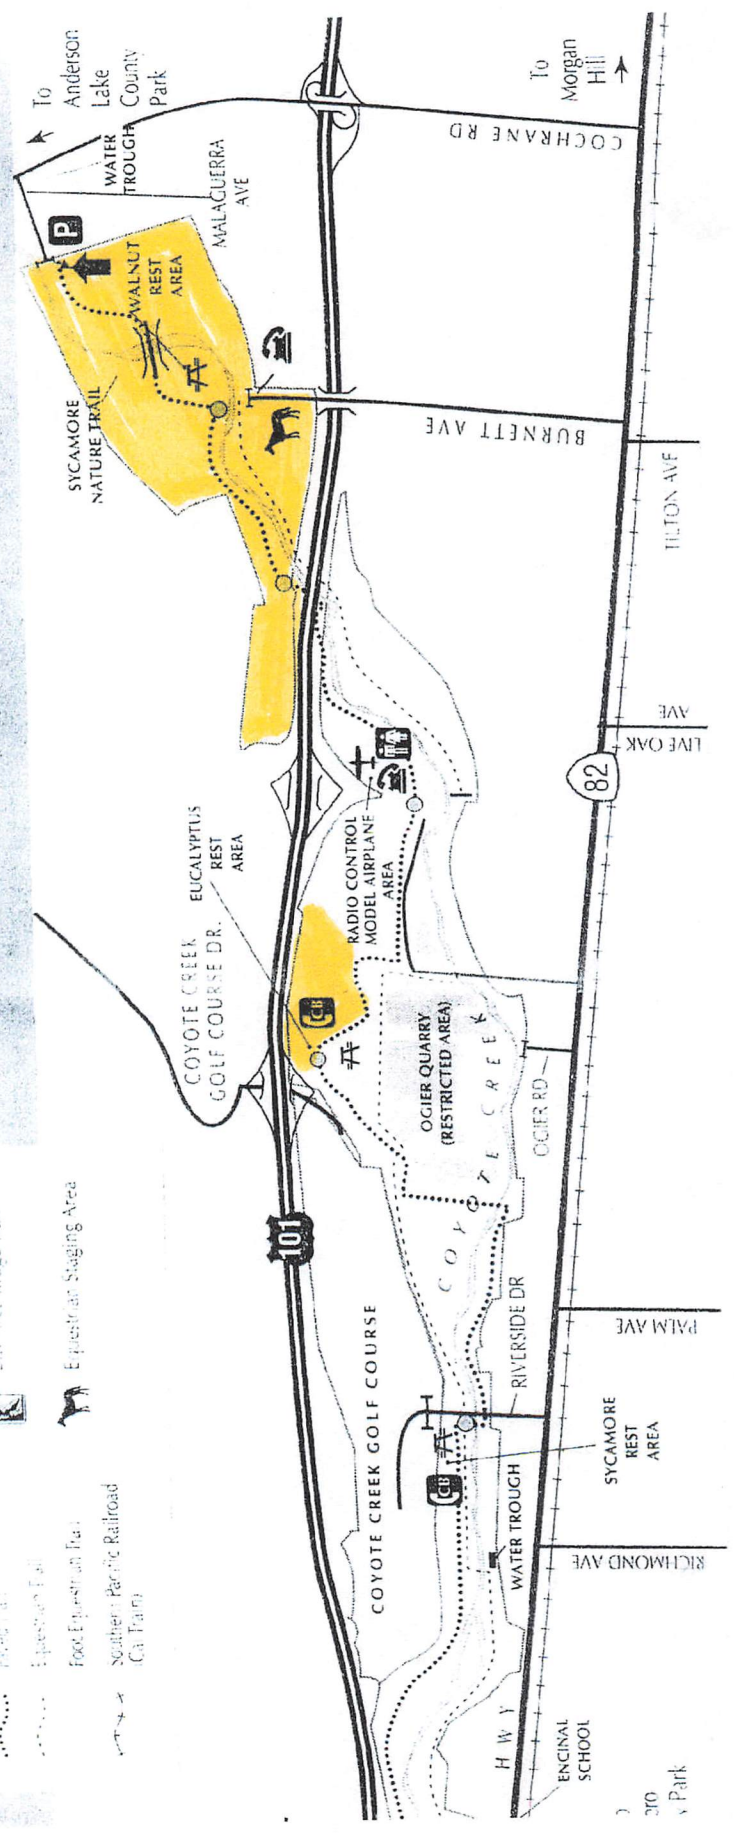 To
Anderson
Lake
County
Park
WATER
TROUGH
MALAGUERRA
AVE
P
WALNUT
REST
AREA
SYCAMORE
NATURE TRAIL
To
Morgan
Hill
COCHRANE RD
BURNETT AVE
TILTON AVE
LIVE OAK
AVE
82
EUCALYPTUS
REST
AREA
RADIO CONTROL
MODEL AIRPLANE
AREA
COYOTE CREEK
GOLF COURSE DR.
CB
OGIER QUARRY
(RESTRICTED AREA)
COYOTE CREEK
OGIER RD
101
Equestrian Staging Area
PALM AVE
RIVERSIDE DR
COYOTE CREEK GOLF COURSE
SYCAMORE
REST
AREA
CB
WATER TROUGH
RICHMOND AVE
Equestrian Trail
Foot Equestrian Trail
Southern Pacific Railroad
(Cal Train)
HWY
ENCINAL
SCHOOL
Park